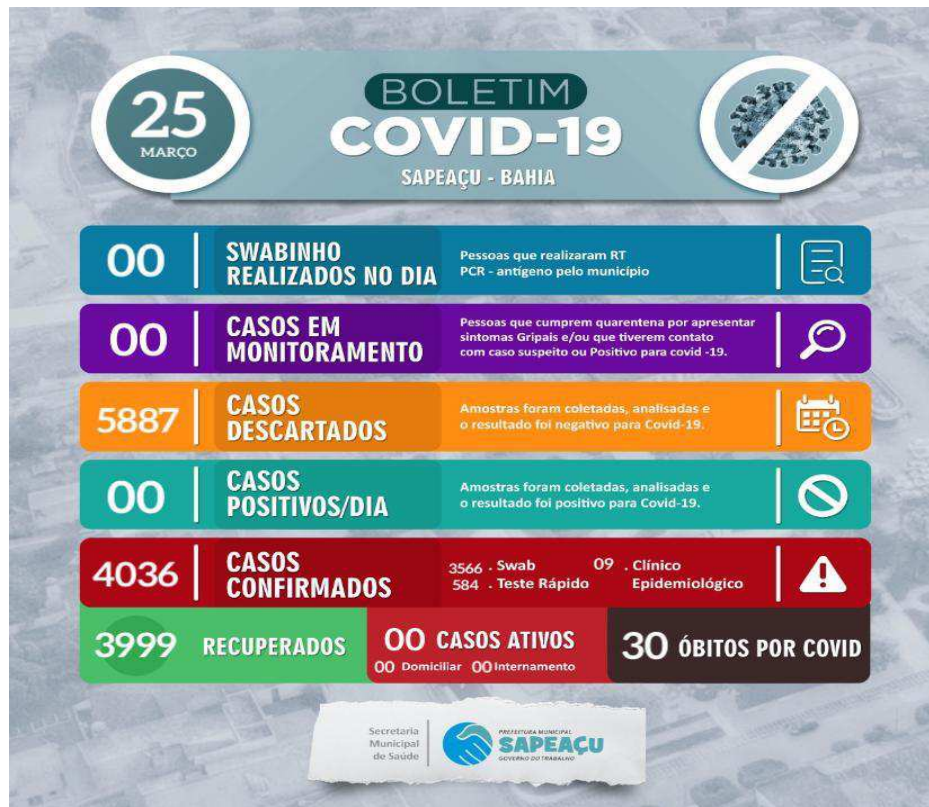 25
MARÇO
BOLETIM
COVID-19
SAPEAÇU - BAHIA
00
SWABINHO
REALIZADOS NO DIA
Pessoas que realizaram RT
PCR - antígeno pelo município
00
CASOS EM
MONITORAMENTO
Pessoas que cumprem quarentena por apresentar
sintomas Gripais e/ou que tiverem contato
com caso suspeito ou Positivo para covid -19.
5887
CASOS
DESCARTADOS
Amostras foram coletadas, analisadas e
o resultado foi negativo para Covid-19.
00
CASOS
POSITIVOS/DIA
Amostras foram coletadas, analisadas e
o resultado foi positivo para Covid-19.
4036
CASOS
CONFIRMADOS
3566 . Swab
584 . Teste Rápido
09 . Clínico
Epidemiológico
3999 RECUPERADOS
00 CASOS ATIVOS
00 Domiciliar 00 Internamento
30 ÓBITOS POR COVID
Secretaria
Municipal
de Saúde
PREFEITURA MUNICIPAL
SAPEAÇU
GOVERNO DO TRABALHO